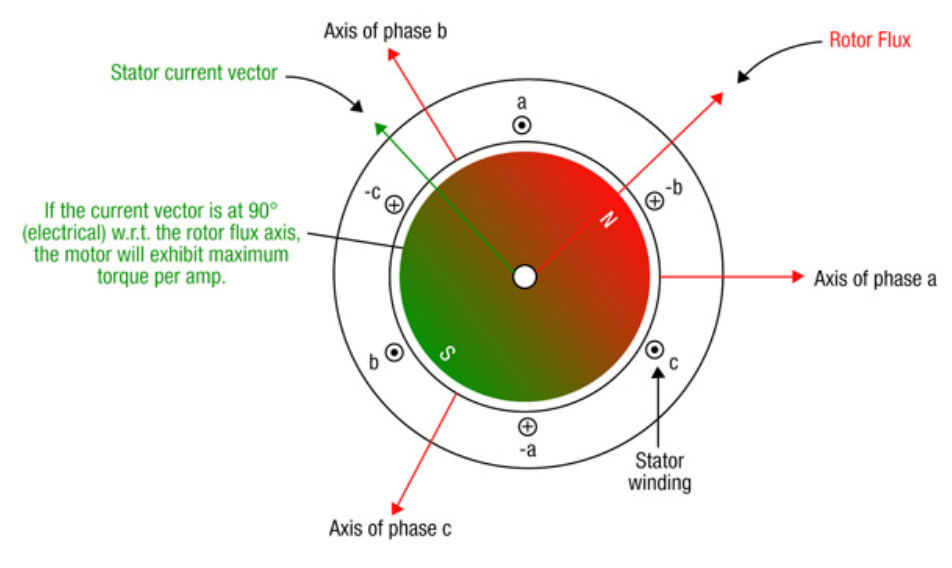 Axis of phase b
Rotor Flux
Stator current vector
a
-c
-b
N
If the current vector is at 90°
(electrical) w.r.t. the rotor flux axis,
the motor will exhibit maximum
torque per amp.
Axis of phase a
b
S
c
-a
Stator
winding
Axis of phase c